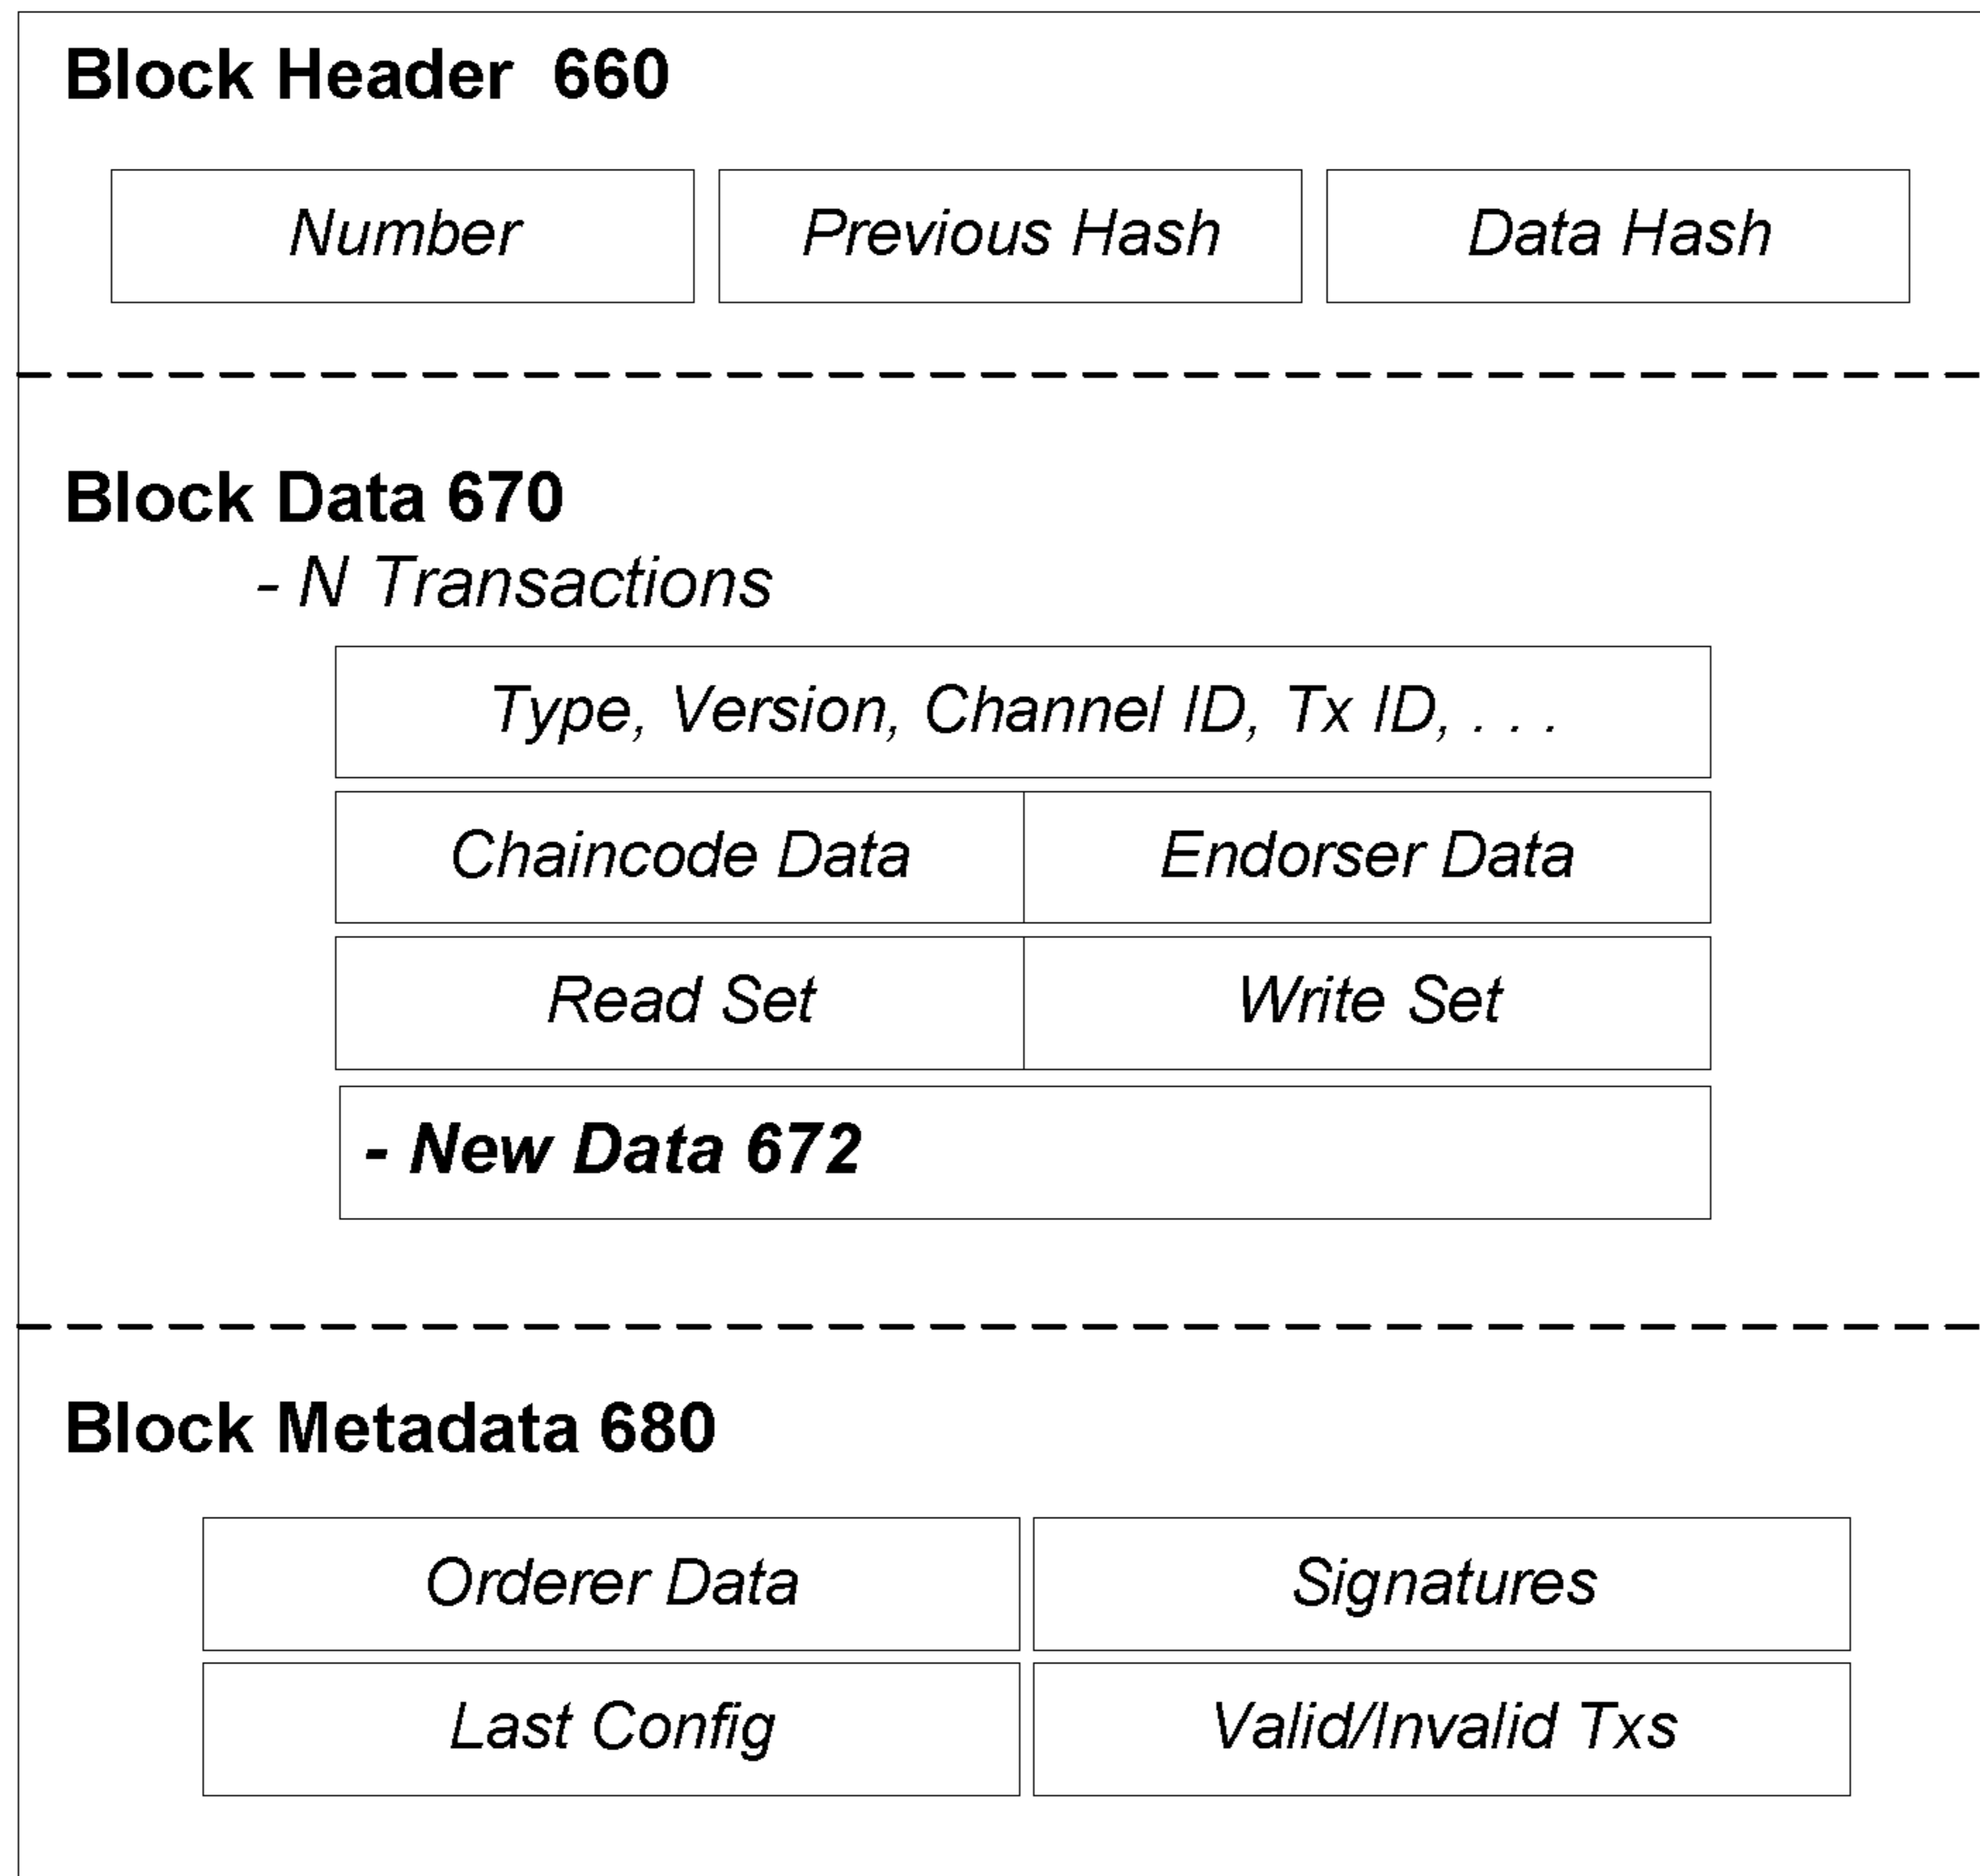 Block Header 660
Number Previous Hash Data Hash
Block Data 670
- N Transactions
Type, Version, Channel ID, Tx ID, . . .
Chaincode Data Endorser Data
Read Set Write Set
- New Data 672
Block Metadata 680
Orderer Data Signatures
Last Config Valid/Invalid Txs